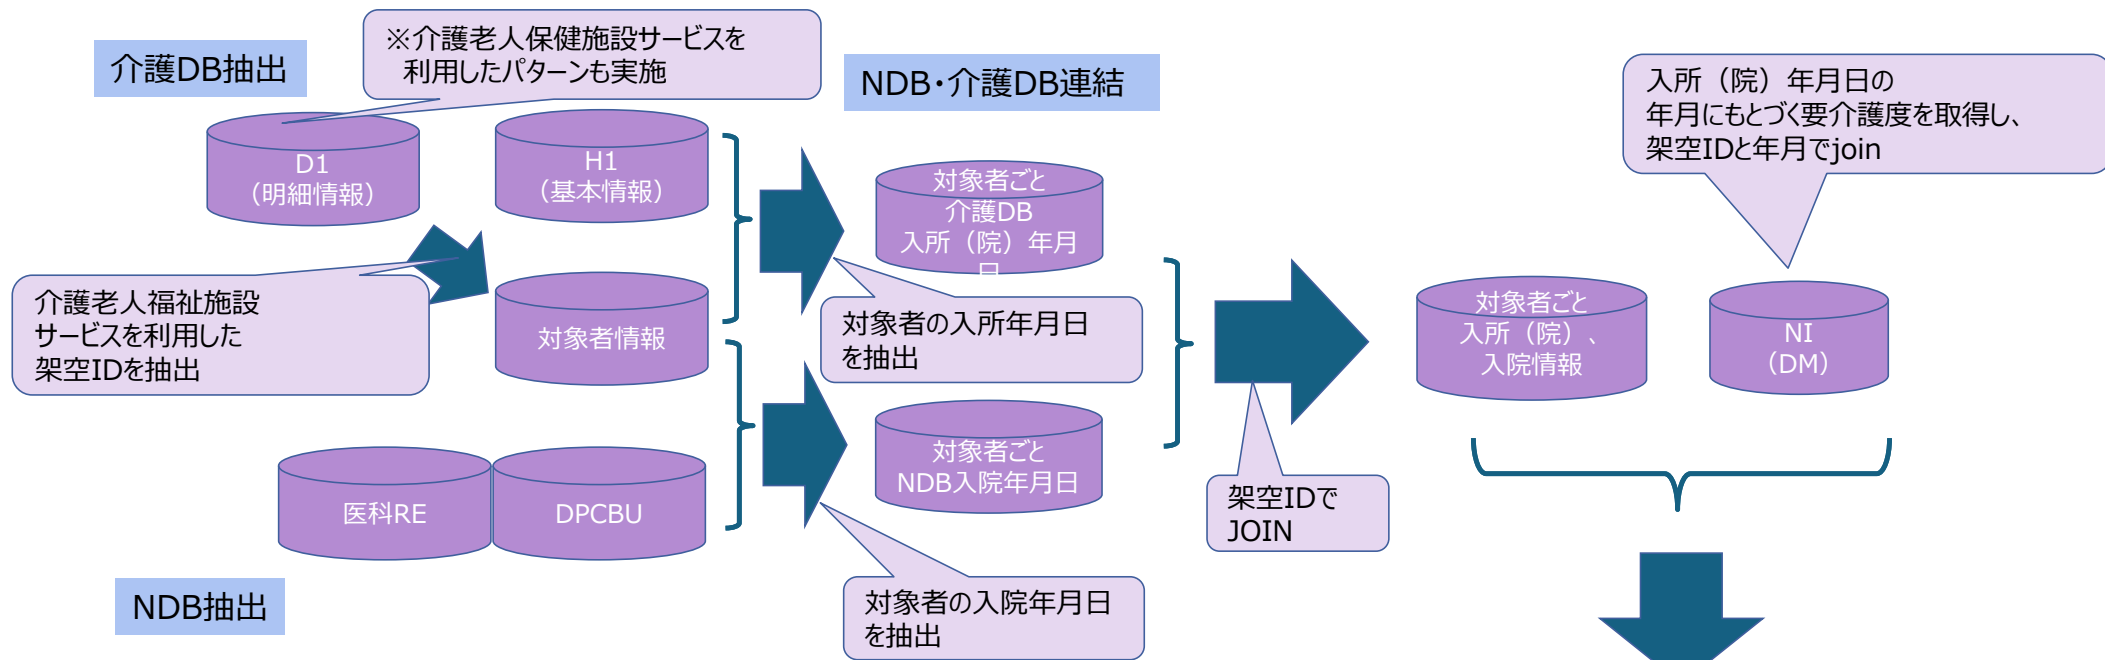 介護DB抽出
※介護老人保健施設サービスを
利用したパターンも実施
D1
（明細情報）
H1
（基本情報）
介護老人福祉施設
サービスを利用した
架空IDを抽出
対象者情報
医科RE
DPCBU
NDB抽出
NDB・介護DB連結
対象者ごと
介護DB
入所（院）年月
日
対象者の入所年月日
を抽出
対象者ごと
NDB入院年月日
対象者の入院年月日
を抽出
架空IDで
JOIN
入所（院）年月日の
年月にもとづく要介護度を取得し、
架空IDと年月でjoin
対象者ごと
入所（院）、
入院情報
NI
（DM）